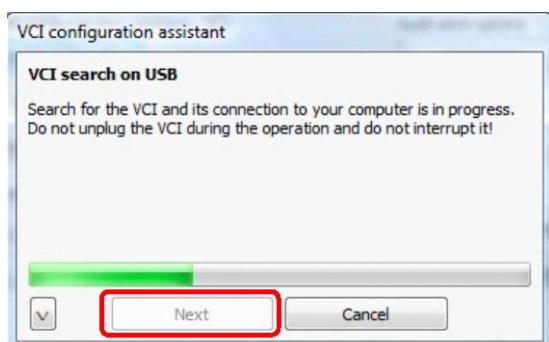 VCI configuration assistant
VCI search on USB
Search for the VCI and its connection to your computer is in progress.
Do not unplug the VCI during the operation and do not interrupt it!
Next
Cancel